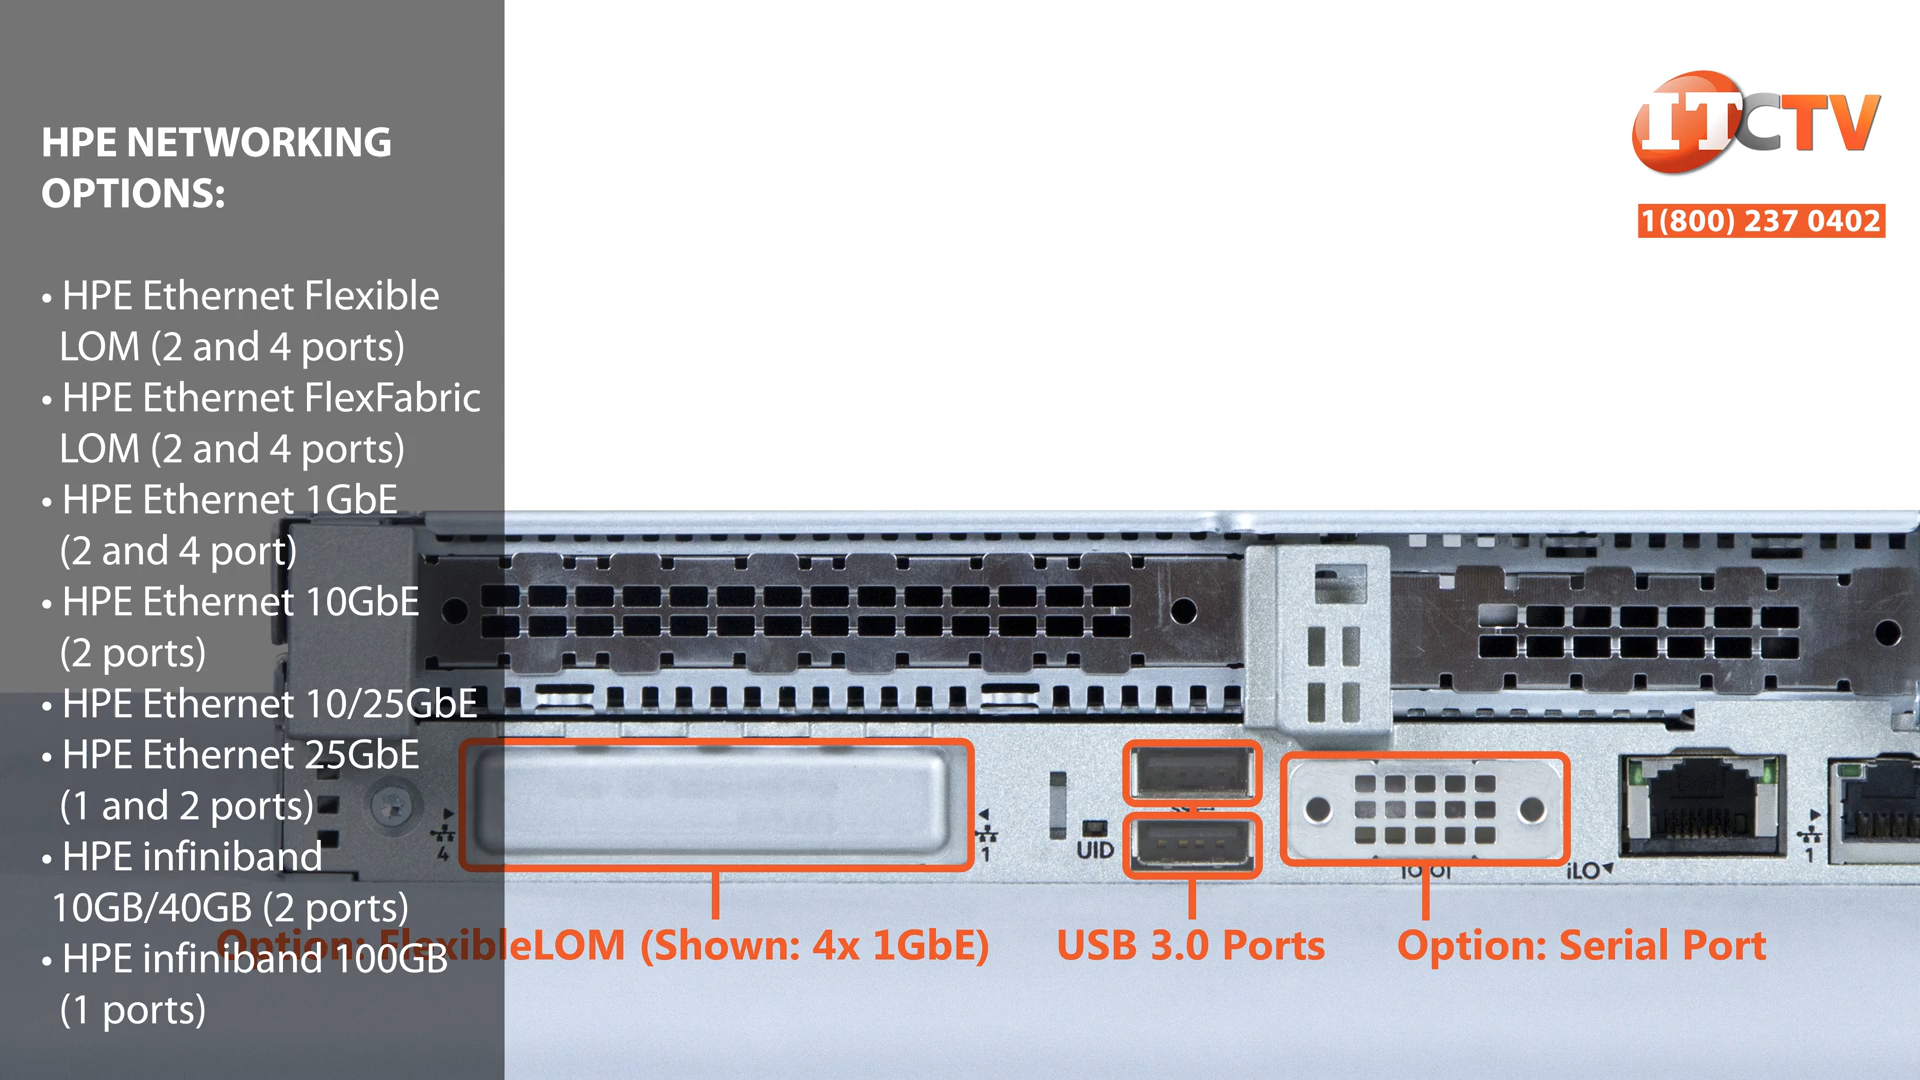 HPE NETWORKING
OPTIONS:
• HPE Ethernet Flexible
LOM (2 and 4 ports)
• HPE Ethernet FlexFabric
LOM (2 and 4 ports)
• HPE Ethernet 1GbE
(2 and 4 port)
• HPE Ethernet 10GbE
(2 ports)
• HPE Ethernet 10/25GbE
• HPE Ethernet 25GbE
(1 and 2 ports)
• HPE infiniband
10GB/40GB (2 ports)
• HPE infiniband 100GB
(1 ports)
ITCTV
1(800) 237 0402
4
1
UID
iLO
1
Option: FlexibleLOM (Shown: 4x 1GbE)
USB 3.0 Ports
Option: Serial Port